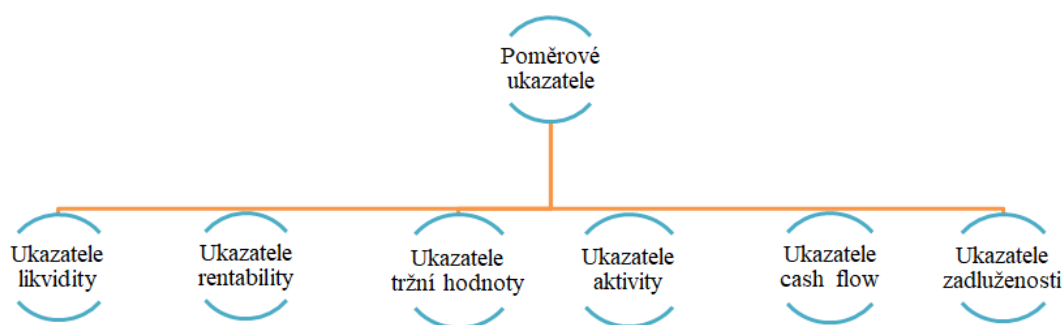 Poměrové
ukazatele
Ukazatele
likvidity
Ukazatele
rentability
Ukazatele
tržní hodnoty
Ukazatele
aktivity
Ukazatele
cash flow
Ukazatele
zadluženosti